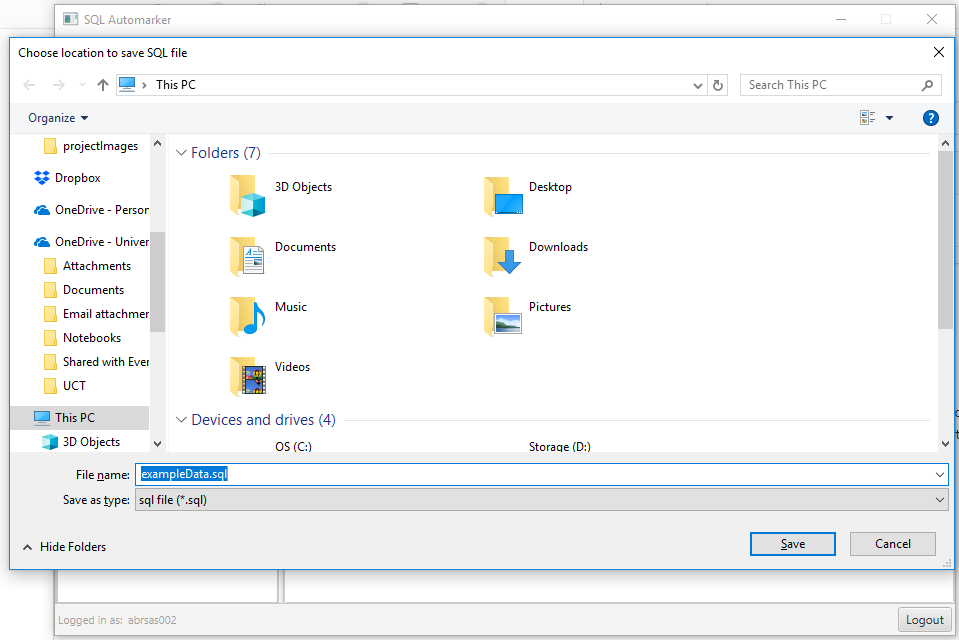 SQL Automarker
Choose location to save SQL file
This PC
Search This PC
Organize
projectImages
Dropbox
OneDrive - Person
OneDrive - Univer
Attachments
Documents
Email attachmen
Notebooks
Shared with Ever
UCT
This PC
3D Objects
Folders (7)
3D Objects
Desktop
Documents
Downloads
Music
Pictures
Videos
Devices and drives (4)
OS (C:)
Storage (D:)
File name: exampleData.sql
Save as type: sql file (*.sql)
Hide Folders
Save
Cancel
Logged in as: abrsas002
Logout